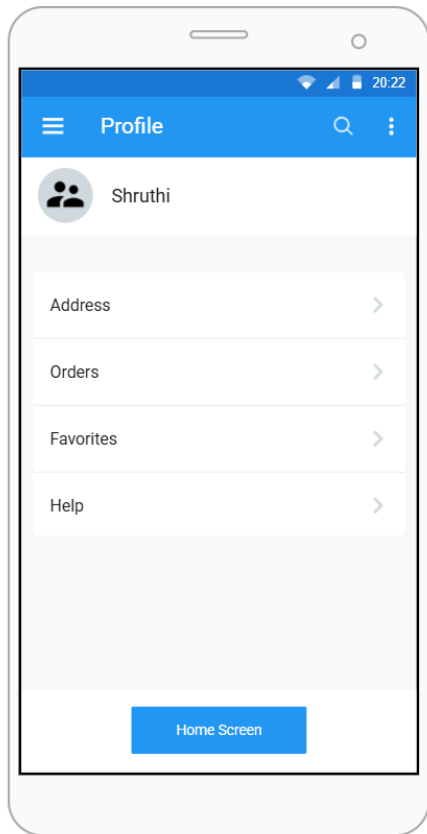 20:22
Profile
Shruthi
Address
Orders
Favorites
Help
Home Screen